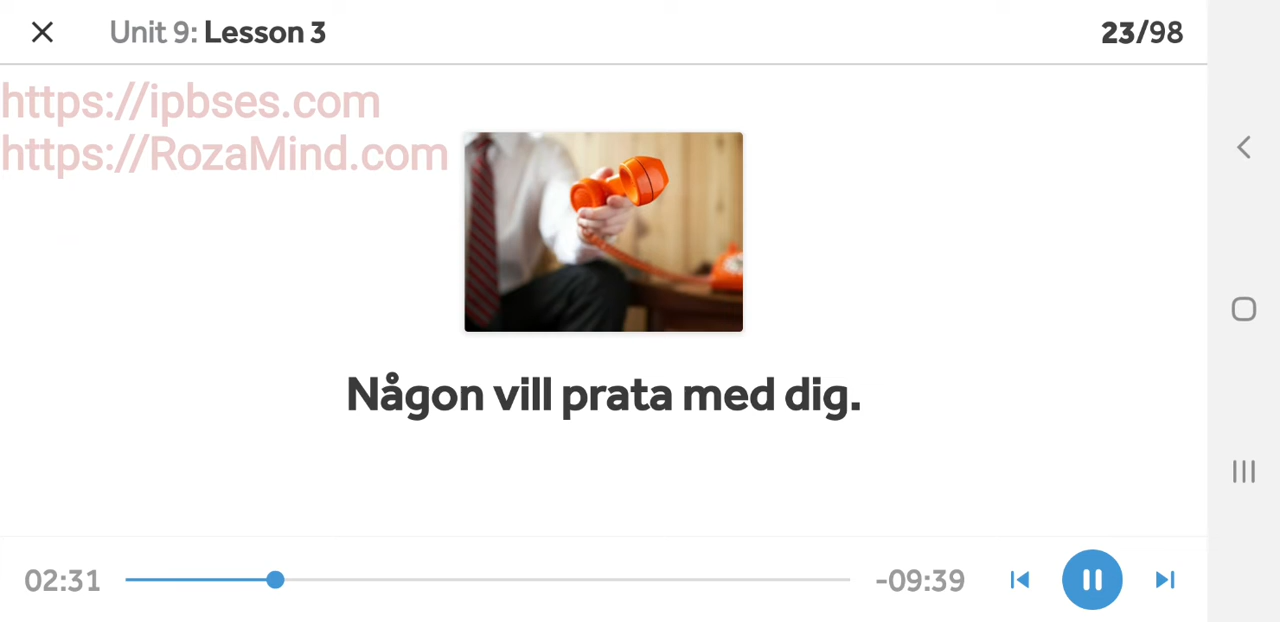 Unit 9: Lesson 3
23/98
https://ipbses.com
https://RozaMind.com
Någon vill prata med dig.
02:31
-09:39